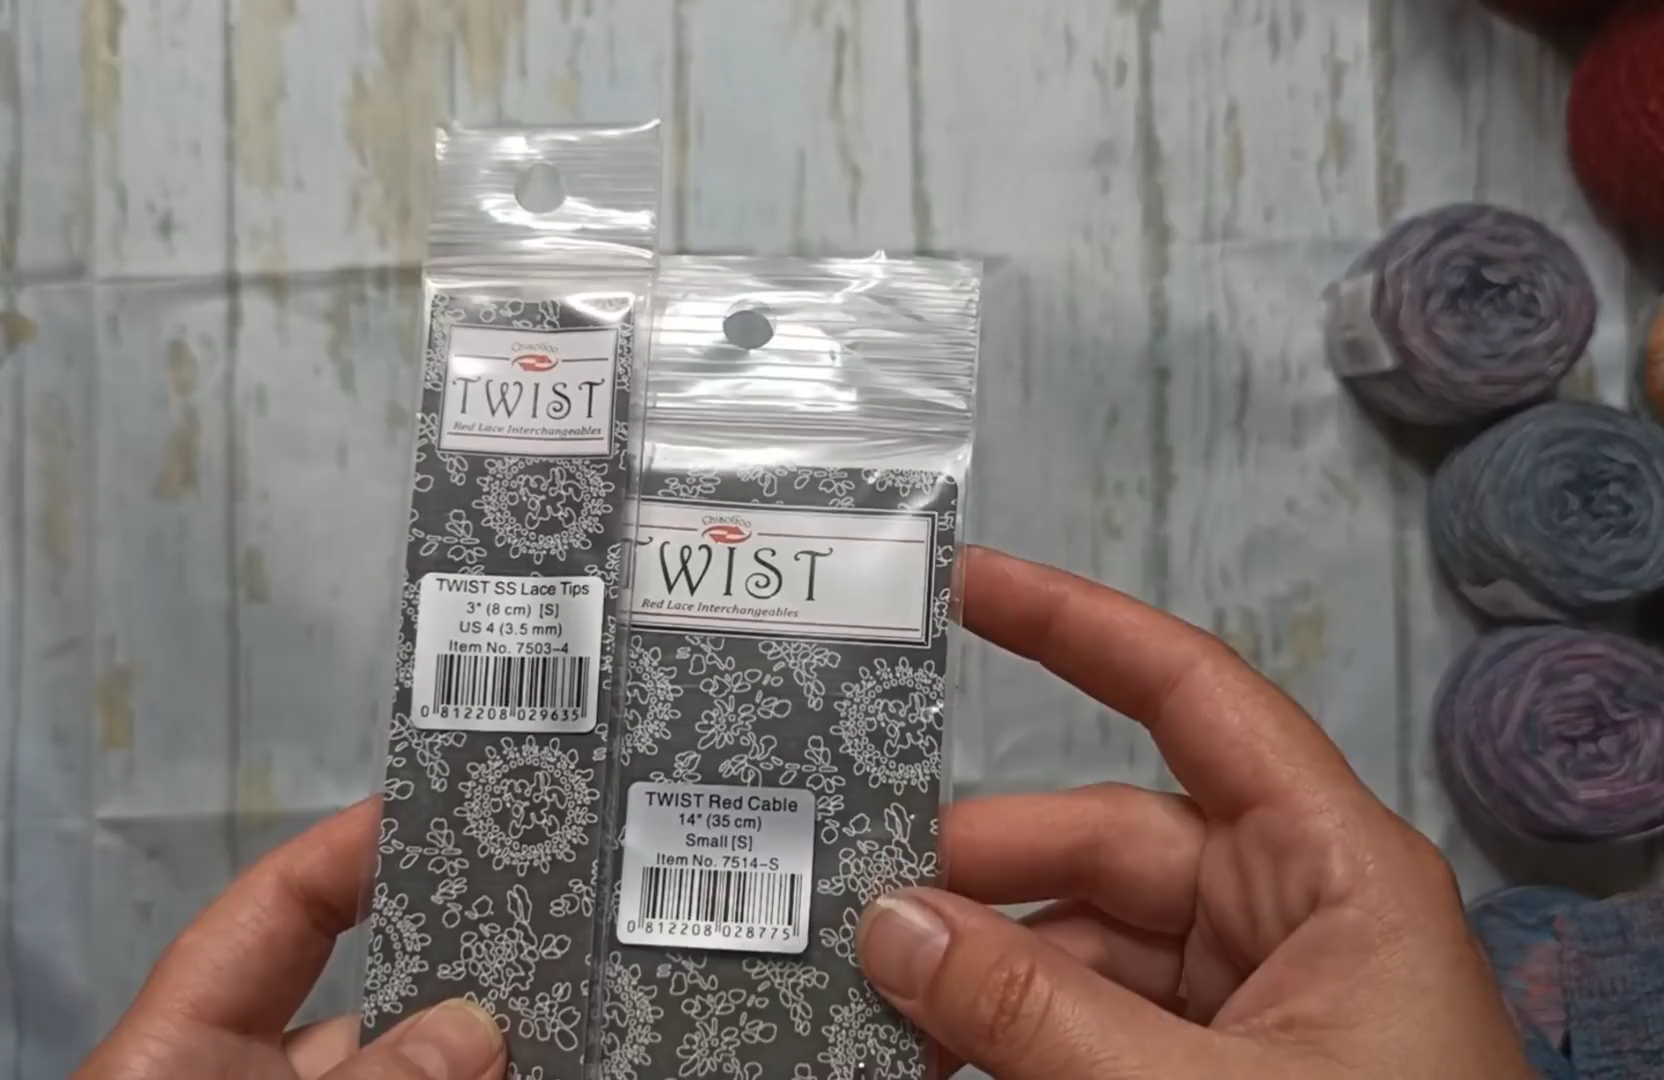 ChiaoGoo
TWIST
Red Lace Interchangeables
TWIST SS Lace Tips
3" (8 cm) [S]
US 4 (3.5 mm)
Item No. 7503-4
0 812208 029635
ChiaoGoo
TWIST
Red Lace Interchangeables
TWIST Red Cable
14" (35 cm)
Small [S]
Item No. 7514-S
0 812208 028775